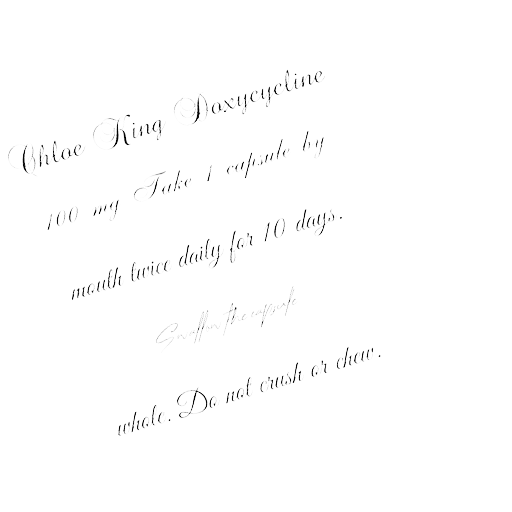 Chloe King Doxycycline
100 mg Take 1 capsule by
mouth twice daily for 10 days.
Swallow the capsule
whole. Do not crush or chew.